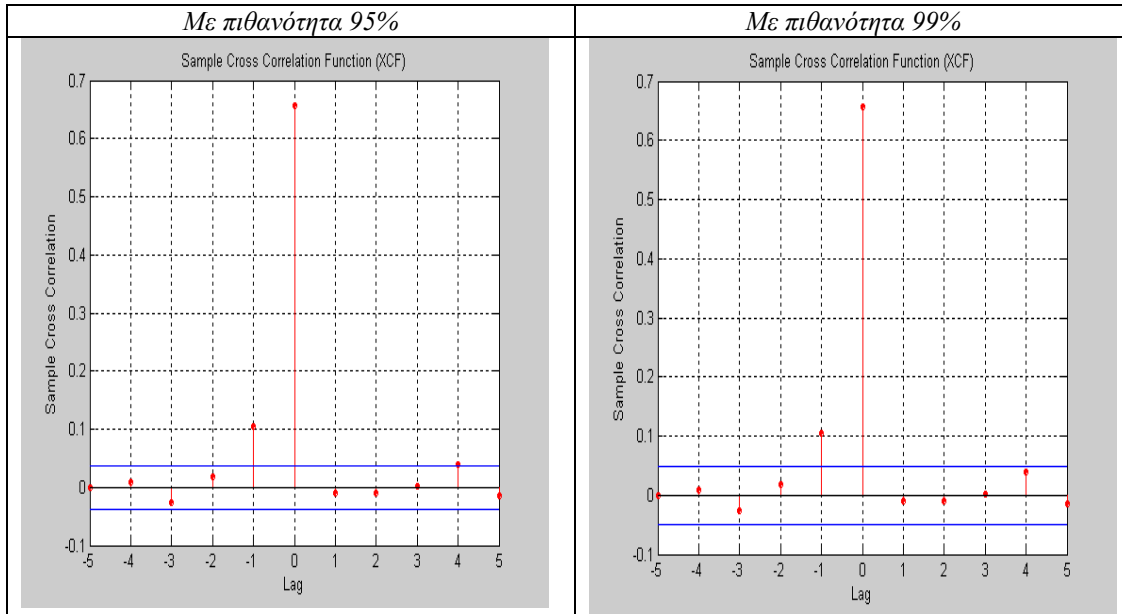 Με πιθανότητα 95%
Sample Cross Correlation Function (XCF)
Sample Cross Correlation
0.7
0.6
0.5
0.4
0.3
0.2
0.1
0
-0.1
-5 -4 -3 -2 -1 0 1 2 3 4 5
Lag
Με πιθανότητα 99%
Sample Cross Correlation Function (XCF)
Sample Cross Correlation
0.7
0.6
0.5
0.4
0.3
0.2
0.1
0
-0.1
-5 -4 -3 -2 -1 0 1 2 3 4 5
Lag